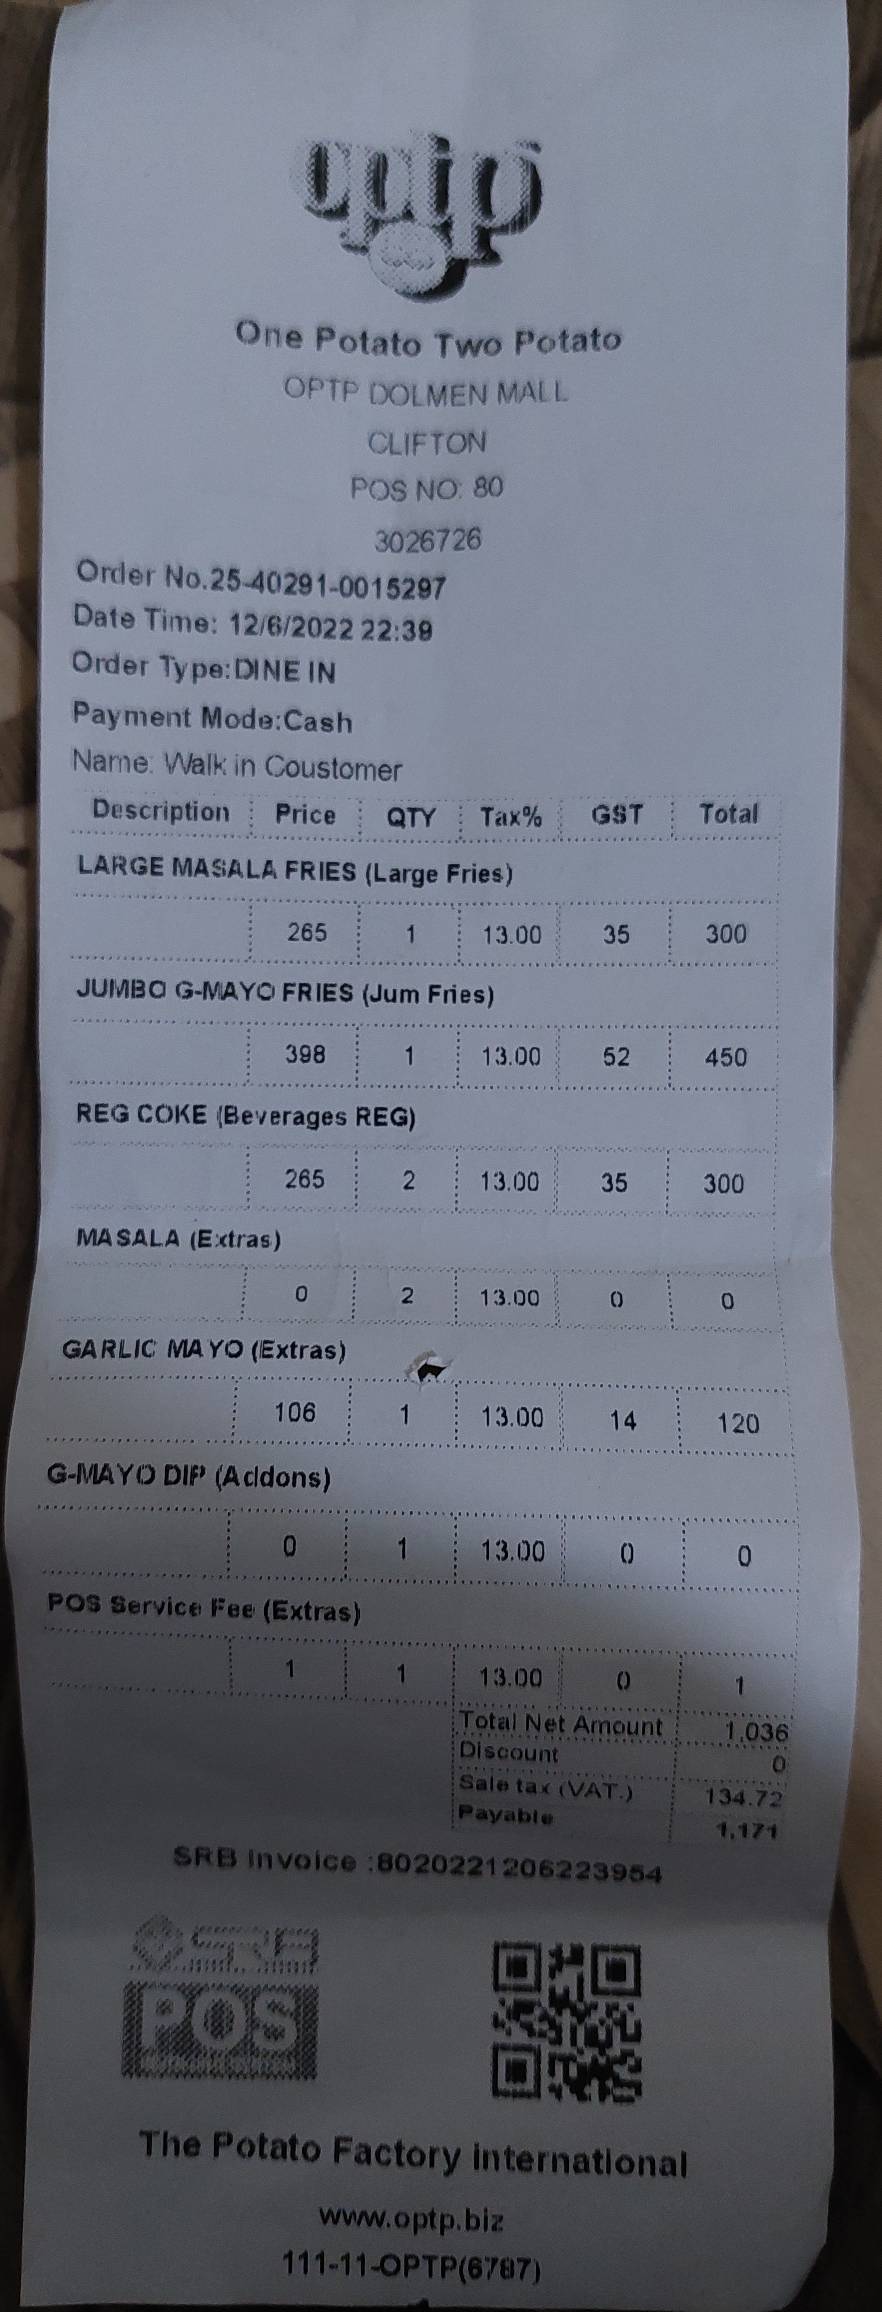 optp
One Potato Two Potato
OPTP DOLMEN MALL
CLIFTON
POS NO: 80
3026726
Order No.25-40291-0015297
Date Time: 12/6/2022 22:39
Order Type:DINE IN
Payment Mode:Cash
Name: Walk in Coustomer
Description Price QTY Tax% GST Total
LARGE MASALA FRIES (Large Fries)
265 1 13.00 35 300
JUMBO G-MAYO FRIES (Jum Fries)
398 1 13.00 52 450
REG COKE (Beverages REG)
265 2 13.00 35 300
MASALA (Extras)
0 2 13.00 0 0
GARLIC MAYO (Extras)
106 1 13.00 14 120
G-MAYO DIP (Addons)
0 1 13.00 0 0
POS Service Fee (Extras)
1 1 13.00 0 1
Total Net Amount 1,036
Discount 0
Sale tax (VAT.) 134.72
Payable 1,171
SRB Invoice :8020221206223954
SRB
POS
The Potato Factory international
www.optp.biz
111-11-OPTP(6787)